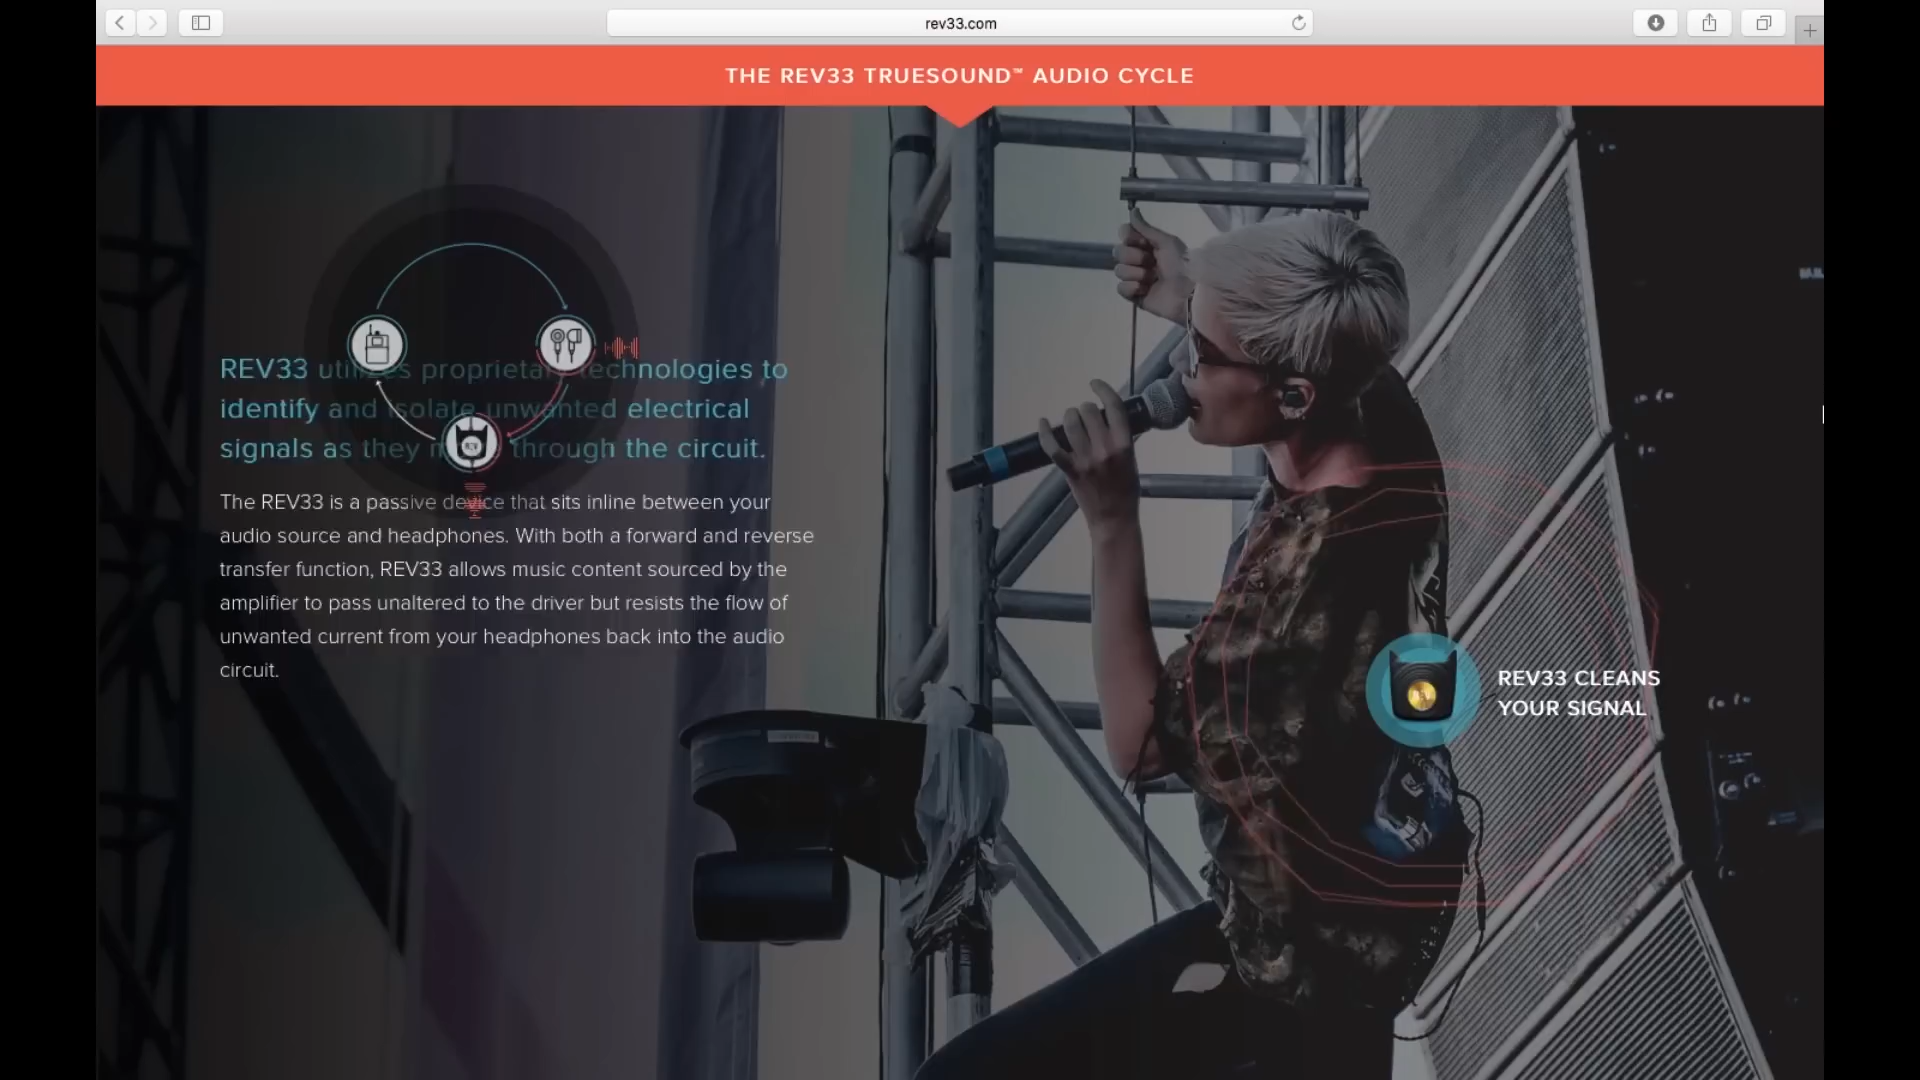 rev33.com
THE REV33 TRUESOUND™ AUDIO CYCLE
REV33 utilizes proprietary technologies to
identify and isolate unwanted electrical
signals as they move through the circuit.
The REV33 is a passive device that sits inline between your
audio source and headphones. With both a forward and reverse
transfer function, REV33 allows music content sourced by the
amplifier to pass unaltered to the driver but resists the flow of
unwanted current from your headphones back into the audio
circuit.
REV33 CLEANS
YOUR SIGNAL